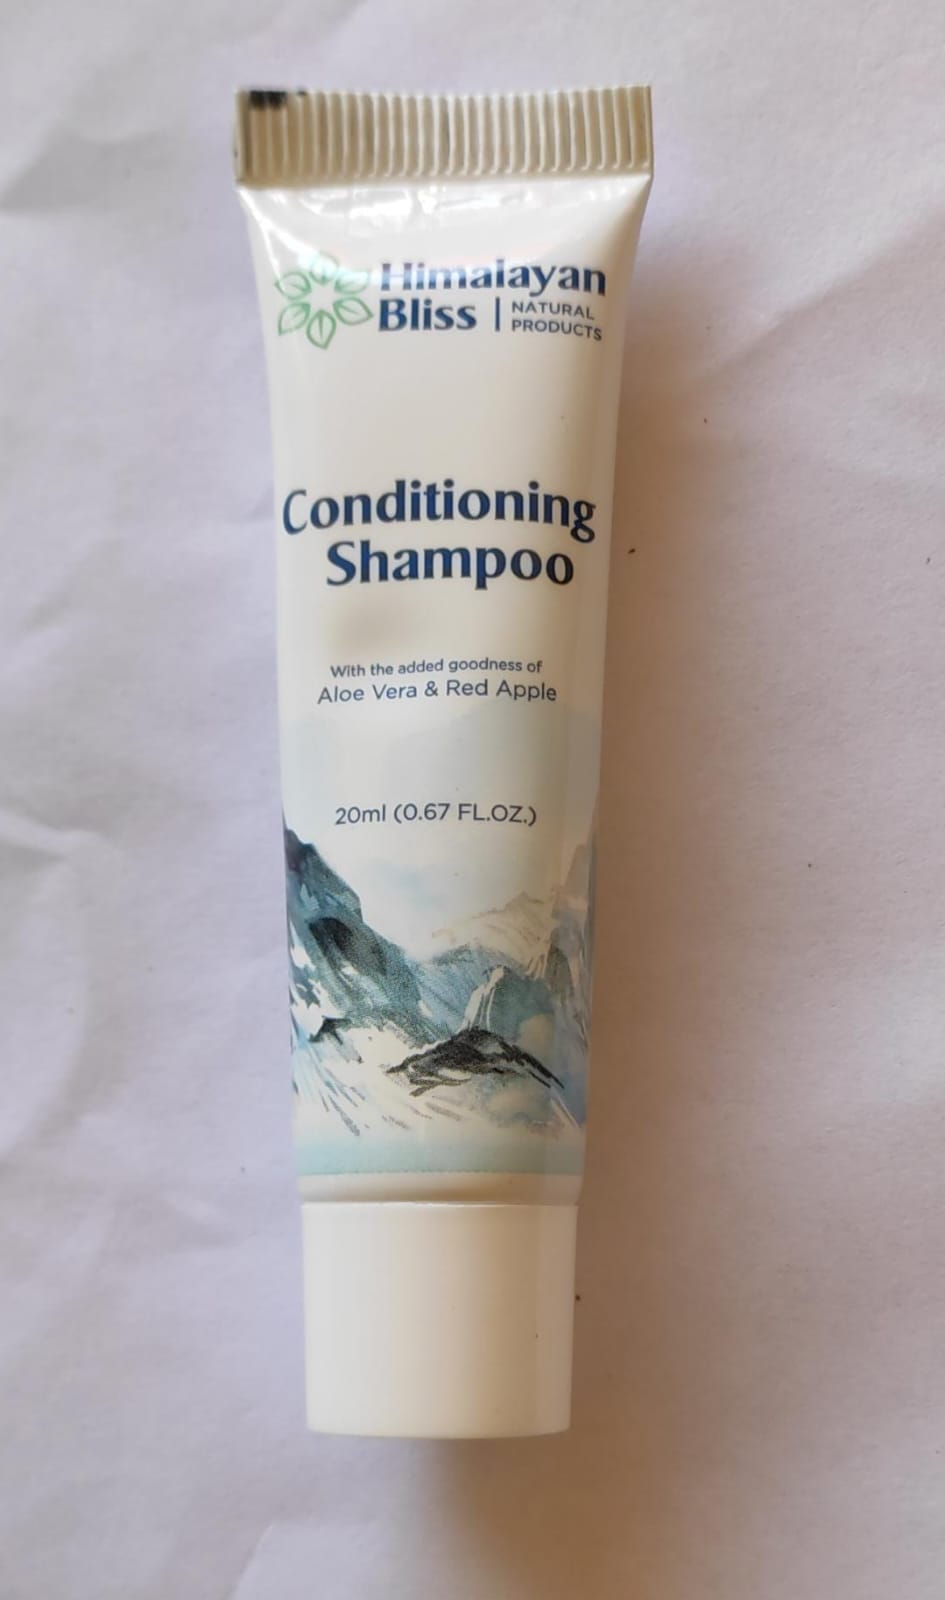 Himalayan
Bliss | NATURAL
PRODUCTS
Conditioning
Shampoo
With the added goodness of
Aloe Vera & Red Apple
20ml (0.67 FL.OZ.)